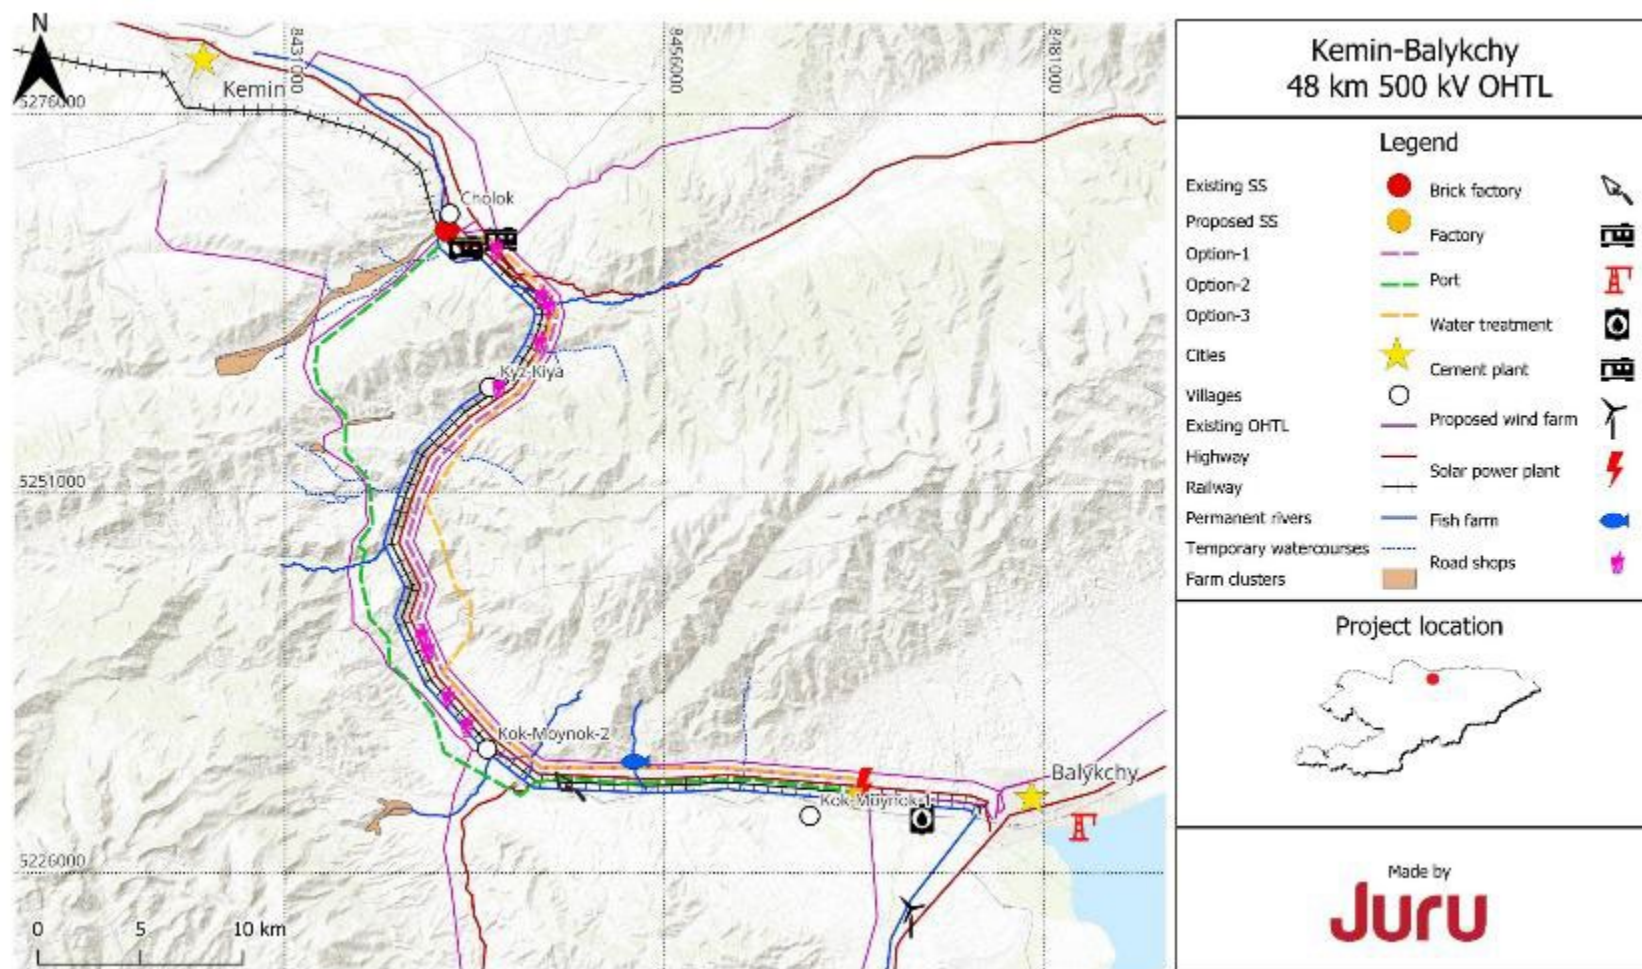 N
431000
456000
481000
Kemin
5276000
Cholok
Kyz-Kiya
5251000
Kok-Moynok-2
Balykchy
Kok-Moynok-1
5226000
0 5 10 km
Kemin-Balykchy
48 km 500 kV OHTL
Legend
Existing SS
Proposed SS
Option-1
Option-2
Option-3
Cities
Villages
Existing OHTL
Highway
Railway
Permanent rivers
Temporary watercourses
Farm clusters
Brick factory
Factory
Port
Water treatment
Cement plant
Proposed wind farm
Solar power plant
Fish farm
Road shops
Project location
Made by
Juru